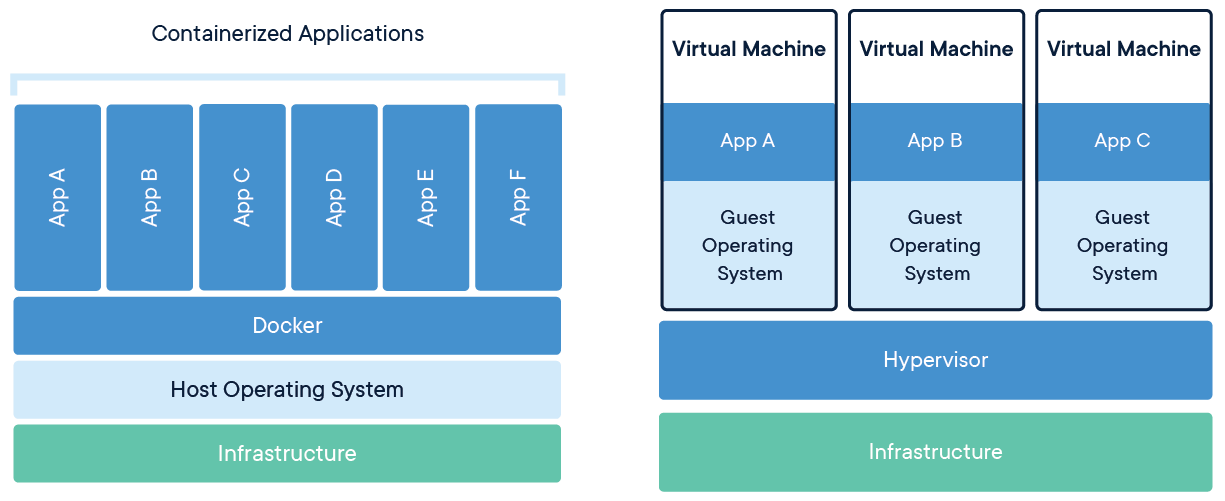 Containerized Applications
App A
App B
App C
App D
App E
App F
Docker
Host Operating System
Infrastructure
Virtual Machine
App A
Guest
Operating
System
Virtual Machine
App B
Guest
Operating
System
Virtual Machine
App C
Guest
Operating
System
Hypervisor
Infrastructure